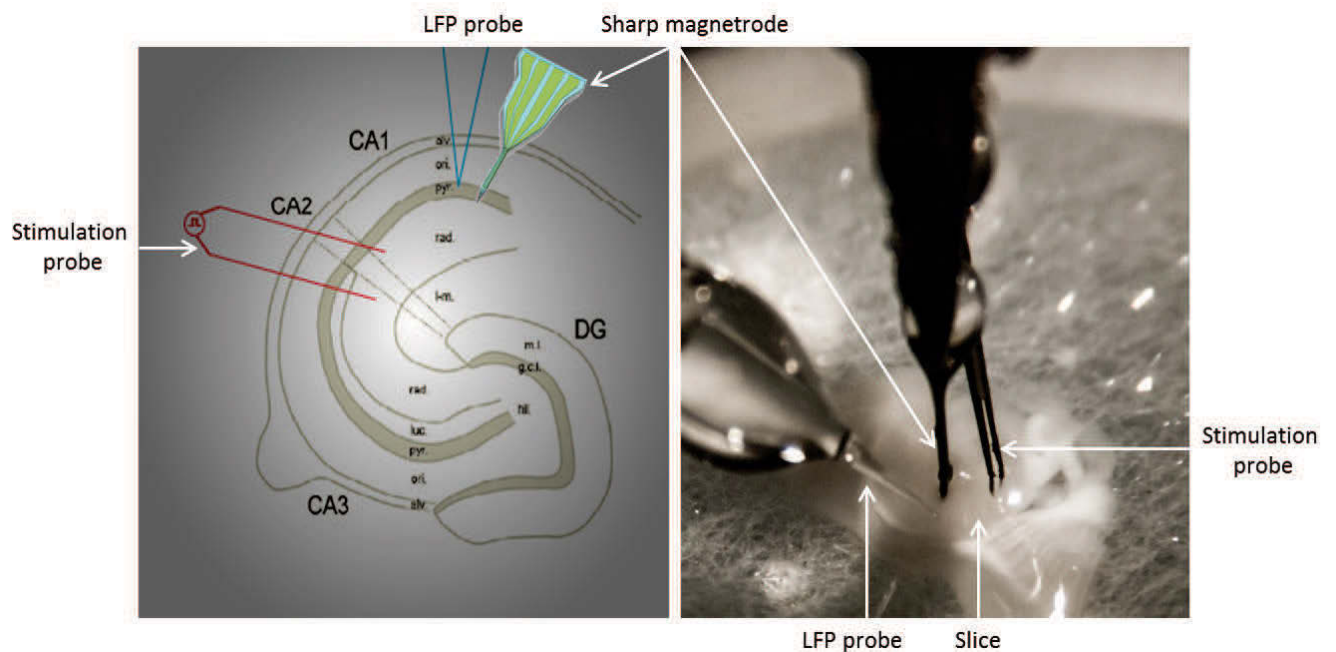 LFP probe
Sharp magnetrode
CA1
alv.
ori.
pyr.
CA2
Stimulation
probe
rad.
l-m.
DG
m.l.
g.c.l.
rad.
hil.
luc.
pyr.
Stimulation
probe
ori.
CA3
alv.
LFP probe
Slice